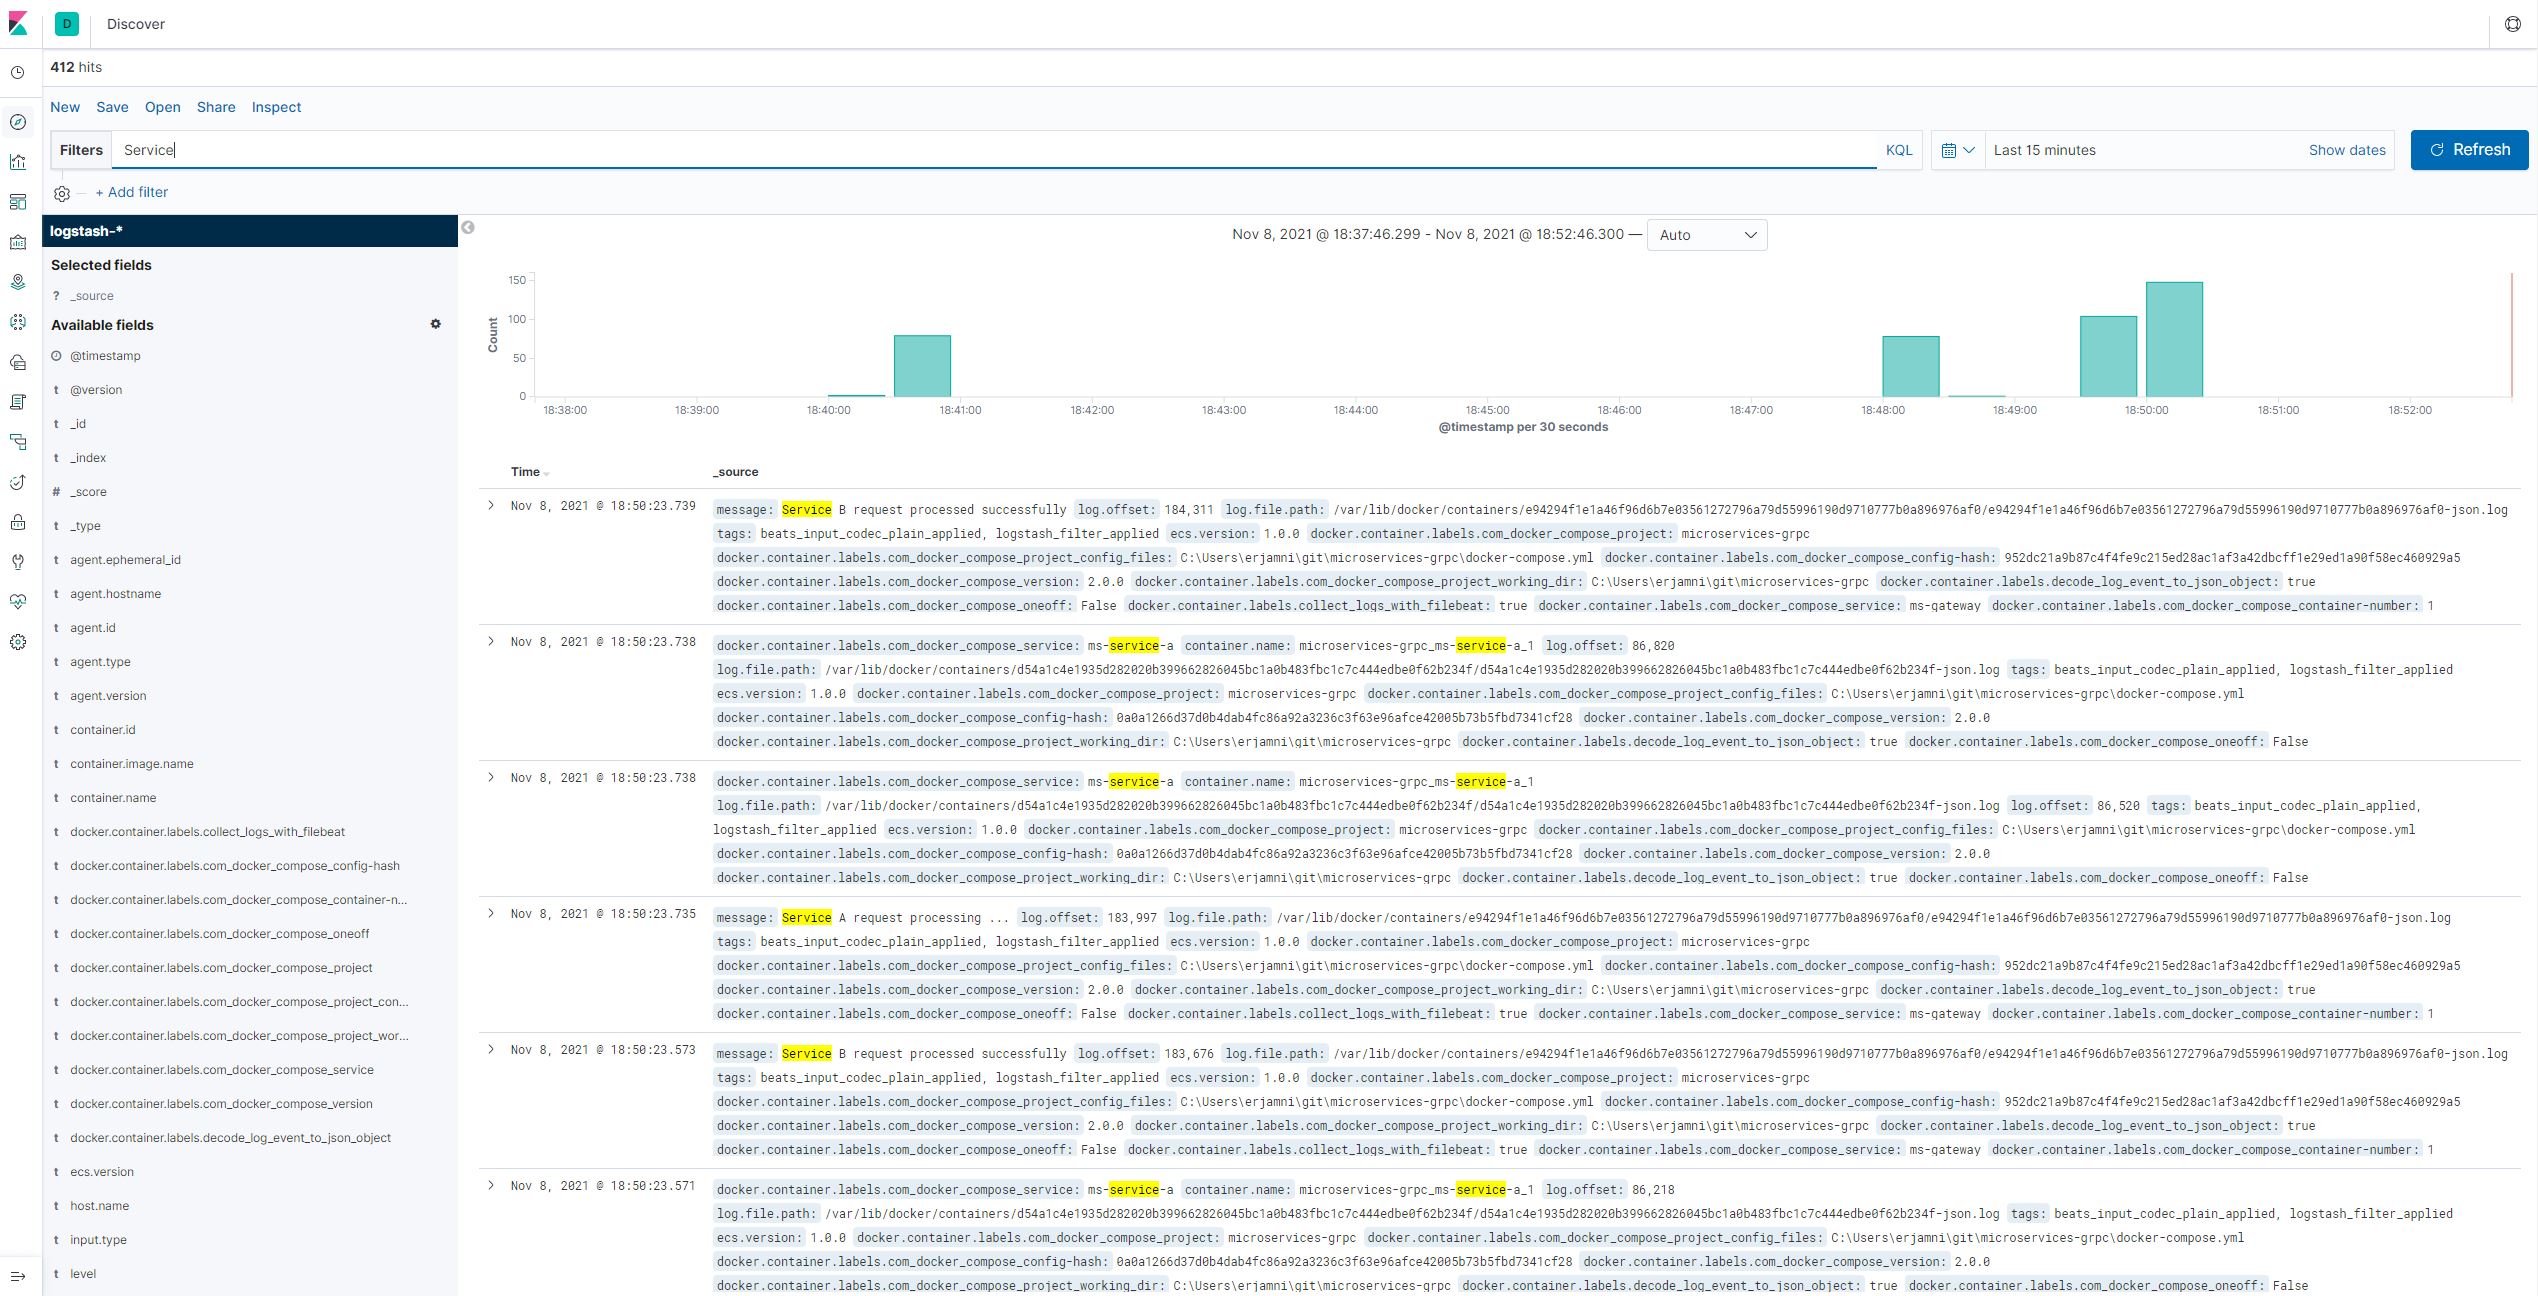 D Discover
412 hits
New Save Open Share Inspect
Filters Service KQL Last 15 minutes Show dates Refresh
+ Add filter
logstash-*
Selected fields
? _source
Available fields
@timestamp
t @version
t _id
t _index
# _score
t _type
t agent.ephemeral_id
t agent.hostname
t agent.id
t agent.type
t agent.version
t container.id
t container.image.name
t container.name
t docker.container.labels.collect_logs_with_filebeat
t docker.container.labels.com_docker_compose_config-hash
t docker.container.labels.com_docker_compose_container-n...
t docker.container.labels.com_docker_compose_oneoff
t docker.container.labels.com_docker_compose_project
t docker.container.labels.com_docker_compose_project_con...
t docker.container.labels.com_docker_compose_project_wor...
t docker.container.labels.com_docker_compose_service
t docker.container.labels.com_docker_compose_version
t docker.container.labels.decode_log_event_to_json_object
t ecs.version
t host.name
t input.type
t level
Nov 8, 2021 @ 18:37:46.299 - Nov 8, 2021 @ 18:52:46.300 — Auto
Count
150
100
50
0
18:38:00 18:39:00 18:40:00 18:41:00 18:42:00 18:43:00 18:44:00 18:45:00 18:46:00 18:47:00 18:48:00 18:49:00 18:50:00 18:51:00 18:52:00
@timestamp per 30 seconds
Time _source
Nov 8, 2021 @ 18:50:23.739 message: Service B request processed successfully log.offset: 184,311 log.file.path: /var/lib/docker/containers/e94294f1e1a46f96d6b7e03561272796a79d55996190d9710777b0a896976af0/e94294f1e1a46f96d6b7e03561272796a79d55996190d9710777b0a896976af0-json.log
tags: beats_input_codec_plain_applied, logstash_filter_applied ecs.version: 1.0.0 docker.container.labels.com_docker_compose_project: microservices-grpc
docker.container.labels.com_docker_compose_project_config_files: C:\Users\erjamni\git\microservices-grpc\docker-compose.yml docker.container.labels.com_docker_compose_config-hash: 952dc21a9b87c4f4fe9c215ed28ac1af3a42dbcff1e29ed1a90f58ec460929a5
docker.container.labels.com_docker_compose_version: 2.0.0 docker.container.labels.com_docker_compose_project_working_dir: C:\Users\erjamni\git\microservices-grpc docker.container.labels.decode_log_event_to_json_object: true
docker.container.labels.com_docker_compose_oneoff: False docker.container.labels.collect_logs_with_filebeat: true docker.container.labels.com_docker_compose_service: ms-gateway docker.container.labels.com_docker_compose_container-number: 1
Nov 8, 2021 @ 18:50:23.738 docker.container.labels.com_docker_compose_service: ms-service-a container.name: microservices-grpc_ms-service-a_1 log.offset: 86,820
log.file.path: /var/lib/docker/containers/d54a1c4e1935d282020b399662826045bc1a0b483fbc1c7c444edbe0f62b234f/d54a1c4e1935d282020b399662826045bc1a0b483fbc1c7c444edbe0f62b234f-json.log tags: beats_input_codec_plain_applied, logstash_filter_applied
ecs.version: 1.0.0 docker.container.labels.com_docker_compose_project: microservices-grpc docker.container.labels.com_docker_compose_project_config_files: C:\Users\erjamni\git\microservices-grpc\docker-compose.yml
docker.container.labels.com_docker_compose_config-hash: 0a0a1266d37d0b4dab4fc86a92a3236c3f63e96afce42005b73b5fbd7341cf28 docker.container.labels.com_docker_compose_version: 2.0.0
docker.container.labels.com_docker_compose_project_working_dir: C:\Users\erjamni\git\microservices-grpc docker.container.labels.decode_log_event_to_json_object: true docker.container.labels.com_docker_compose_oneoff: False
Nov 8, 2021 @ 18:50:23.738 docker.container.labels.com_docker_compose_service: ms-service-a container.name: microservices-grpc_ms-service-a_1
log.file.path: /var/lib/docker/containers/d54a1c4e1935d282020b399662826045bc1a0b483fbc1c7c444edbe0f62b234f/d54a1c4e1935d282020b399662826045bc1a0b483fbc1c7c444edbe0f62b234f-json.log log.offset: 86,520 tags: beats_input_codec_plain_applied,
logstash_filter_applied ecs.version: 1.0.0 docker.container.labels.com_docker_compose_project: microservices-grpc docker.container.labels.com_docker_compose_project_config_files: C:\Users\erjamni\git\microservices-grpc\docker-compose.yml
docker.container.labels.com_docker_compose_config-hash: 0a0a1266d37d0b4dab4fc86a92a3236c3f63e96afce42005b73b5fbd7341cf28 docker.container.labels.com_docker_compose_version: 2.0.0
docker.container.labels.com_docker_compose_project_working_dir: C:\Users\erjamni\git\microservices-grpc docker.container.labels.decode_log_event_to_json_object: true docker.container.labels.com_docker_compose_oneoff: False
Nov 8, 2021 @ 18:50:23.735 message: Service A request processing ... log.offset: 183,997 log.file.path: /var/lib/docker/containers/e94294f1e1a46f96d6b7e03561272796a79d55996190d9710777b0a896976af0/e94294f1e1a46f96d6b7e03561272796a79d55996190d9710777b0a896976af0-json.log
tags: beats_input_codec_plain_applied, logstash_filter_applied ecs.version: 1.0.0 docker.container.labels.com_docker_compose_project: microservices-grpc
docker.container.labels.com_docker_compose_project_config_files: C:\Users\erjamni\git\microservices-grpc\docker-compose.yml docker.container.labels.com_docker_compose_config-hash: 952dc21a9b87c4f4fe9c215ed28ac1af3a42dbcff1e29ed1a90f58ec460929a5
docker.container.labels.com_docker_compose_version: 2.0.0 docker.container.labels.com_docker_compose_project_working_dir: C:\Users\erjamni\git\microservices-grpc docker.container.labels.decode_log_event_to_json_object: true
docker.container.labels.com_docker_compose_oneoff: False docker.container.labels.collect_logs_with_filebeat: true docker.container.labels.com_docker_compose_service: ms-gateway docker.container.labels.com_docker_compose_container-number: 1
Nov 8, 2021 @ 18:50:23.573 message: Service B request processed successfully log.offset: 183,676 log.file.path: /var/lib/docker/containers/e94294f1e1a46f96d6b7e03561272796a79d55996190d9710777b0a896976af0/e94294f1e1a46f96d6b7e03561272796a79d55996190d9710777b0a896976af0-json.log
tags: beats_input_codec_plain_applied, logstash_filter_applied ecs.version: 1.0.0 docker.container.labels.com_docker_compose_project: microservices-grpc
docker.container.labels.com_docker_compose_project_config_files: C:\Users\erjamni\git\microservices-grpc\docker-compose.yml docker.container.labels.com_docker_compose_config-hash: 952dc21a9b87c4f4fe9c215ed28ac1af3a42dbcff1e29ed1a90f58ec460929a5
docker.container.labels.com_docker_compose_version: 2.0.0 docker.container.labels.com_docker_compose_project_working_dir: C:\Users\erjamni\git\microservices-grpc docker.container.labels.decode_log_event_to_json_object: true
docker.container.labels.com_docker_compose_oneoff: False docker.container.labels.collect_logs_with_filebeat: true docker.container.labels.com_docker_compose_service: ms-gateway docker.container.labels.com_docker_compose_container-number: 1
Nov 8, 2021 @ 18:50:23.571 docker.container.labels.com_docker_compose_service: ms-service-a container.name: microservices-grpc_ms-service-a_1 log.offset: 86,218
log.file.path: /var/lib/docker/containers/d54a1c4e1935d282020b399662826045bc1a0b483fbc1c7c444edbe0f62b234f/d54a1c4e1935d282020b399662826045bc1a0b483fbc1c7c444edbe0f62b234f-json.log tags: beats_input_codec_plain_applied, logstash_filter_applied
ecs.version: 1.0.0 docker.container.labels.com_docker_compose_project: microservices-grpc docker.container.labels.com_docker_compose_project_config_files: C:\Users\erjamni\git\microservices-grpc\docker-compose.yml
docker.container.labels.com_docker_compose_config-hash: 0a0a1266d37d0b4dab4fc86a92a3236c3f63e96afce42005b73b5fbd7341cf28 docker.container.labels.com_docker_compose_version: 2.0.0
docker.container.labels.com_docker_compose_project_working_dir: C:\Users\erjamni\git\microservices-grpc docker.container.labels.decode_log_event_to_json_object: true docker.container.labels.com_docker_compose_oneoff: False